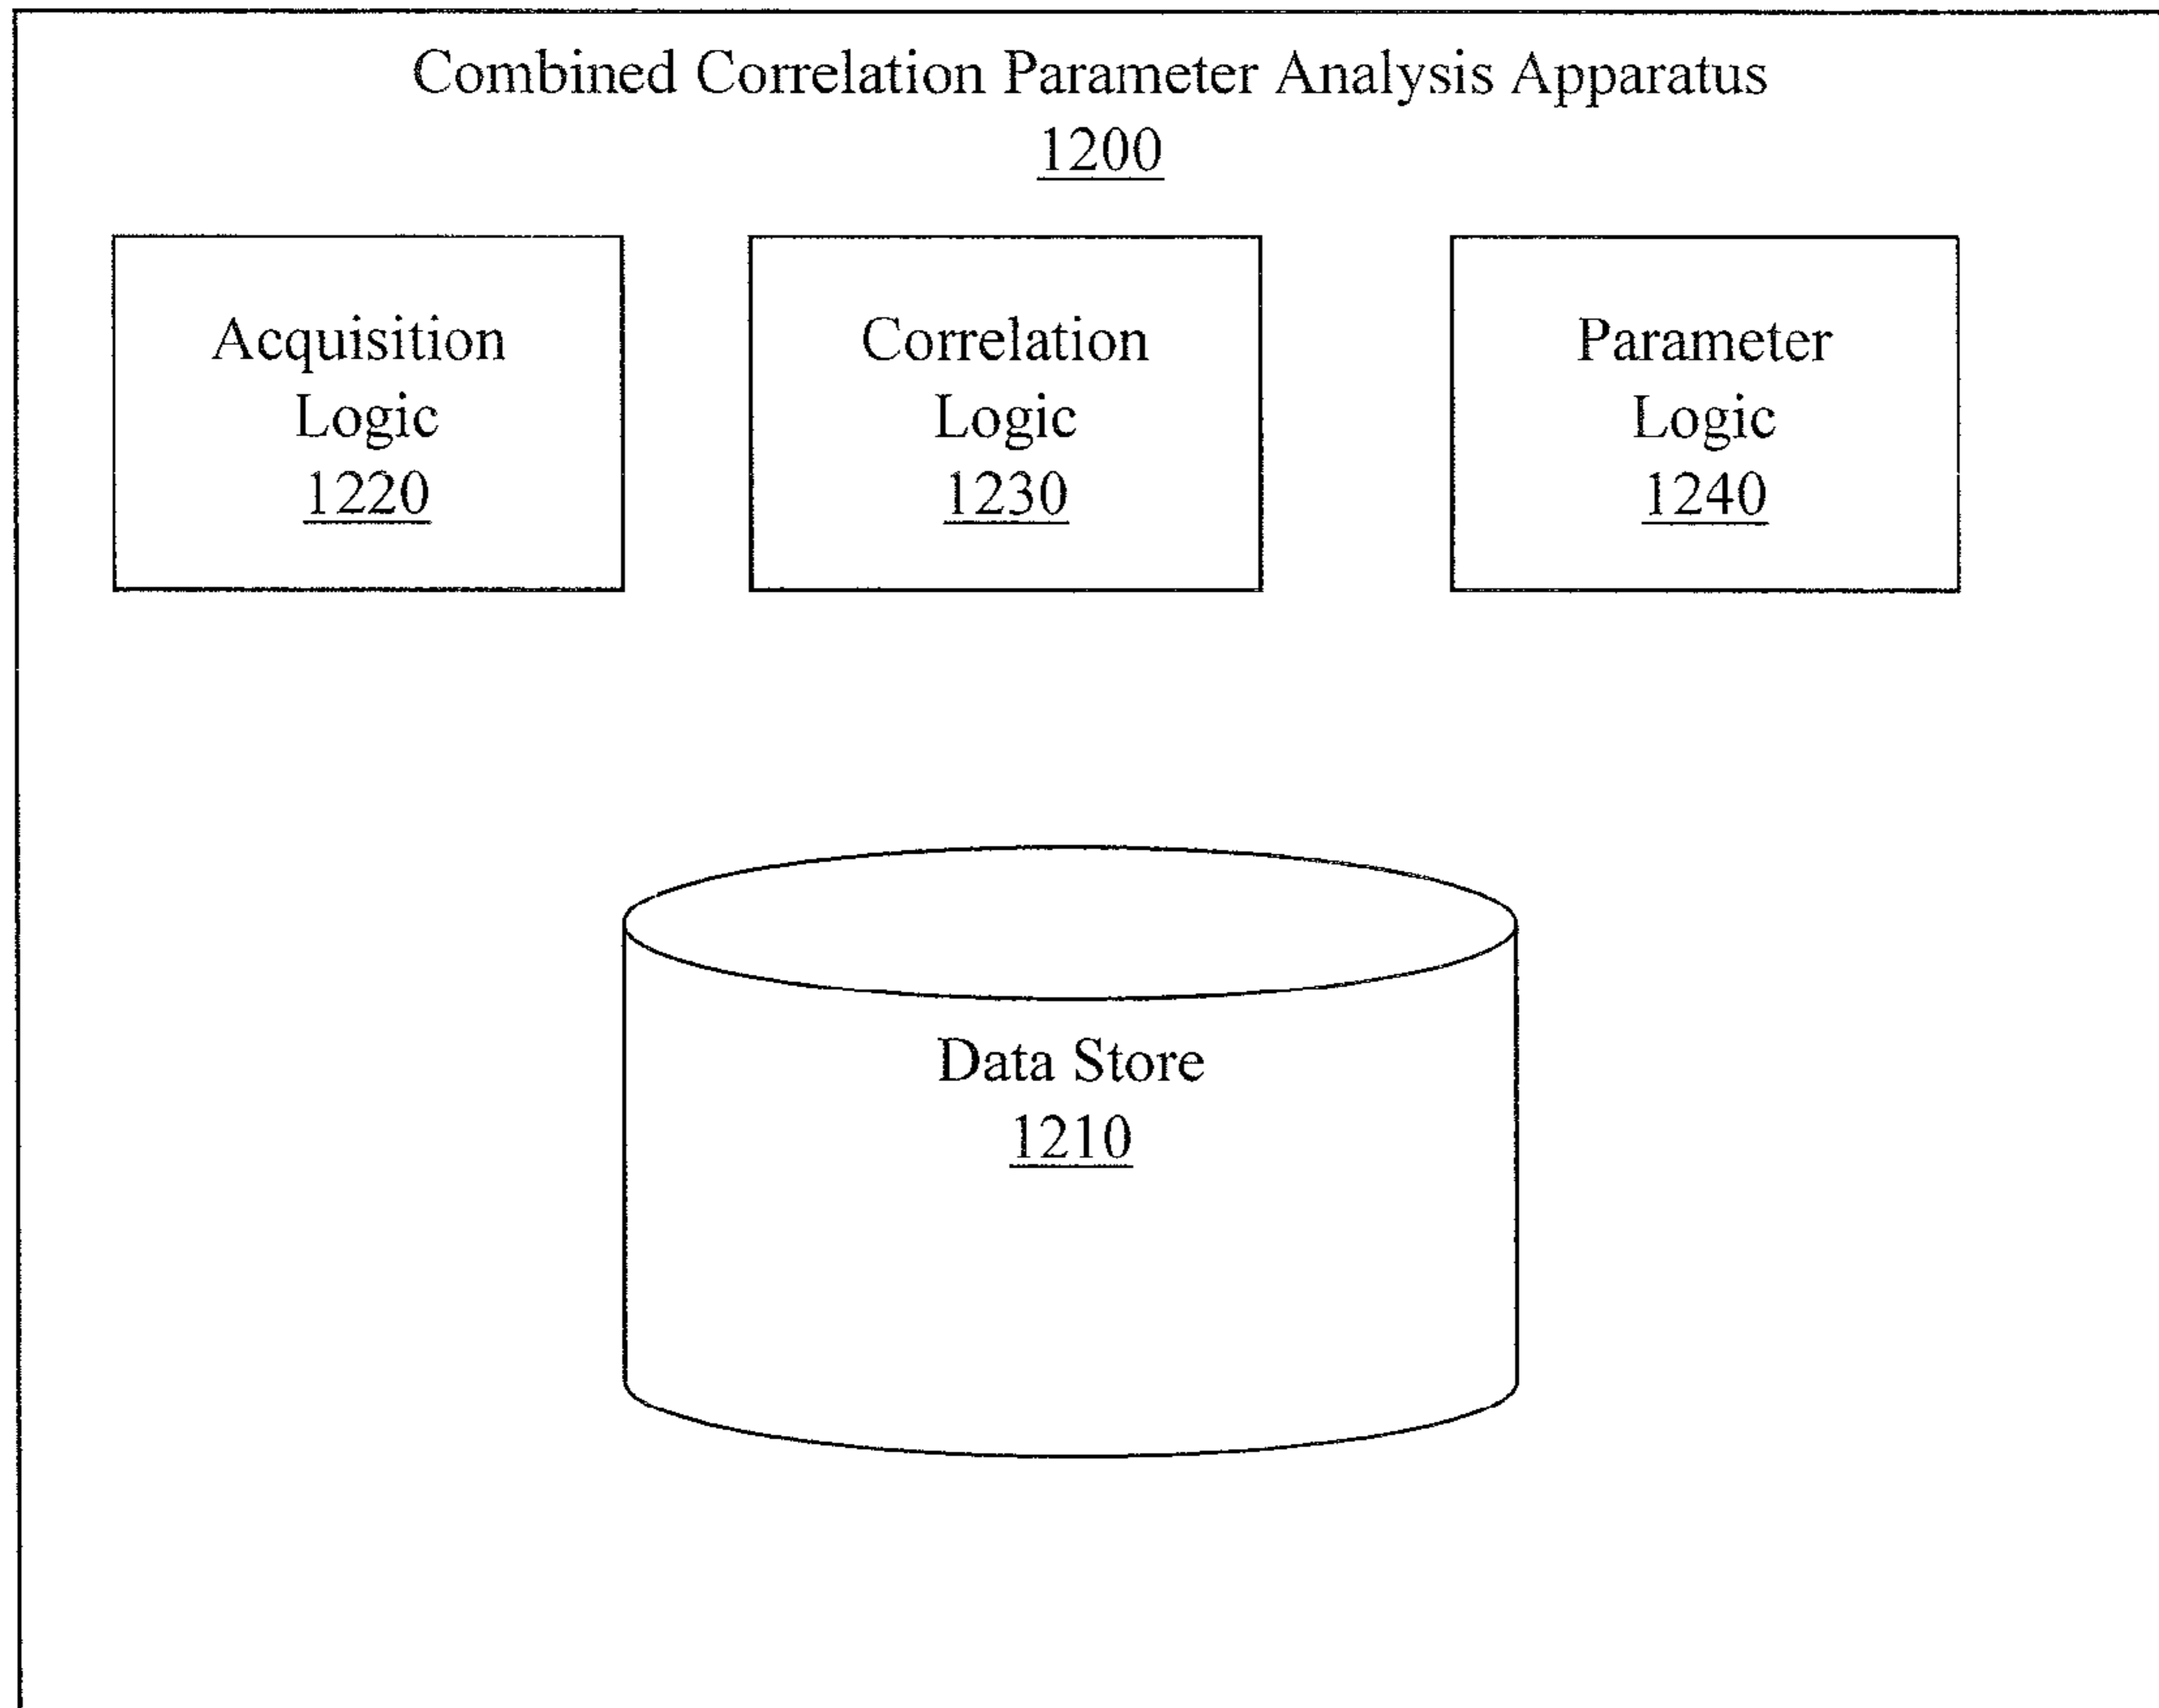 Combined Correlation Parameter Analysis Apparatus
1200
Acquisition
Logic
1220
Correlation
Logic
1230
Parameter
Logic
1240
Data Store
1210